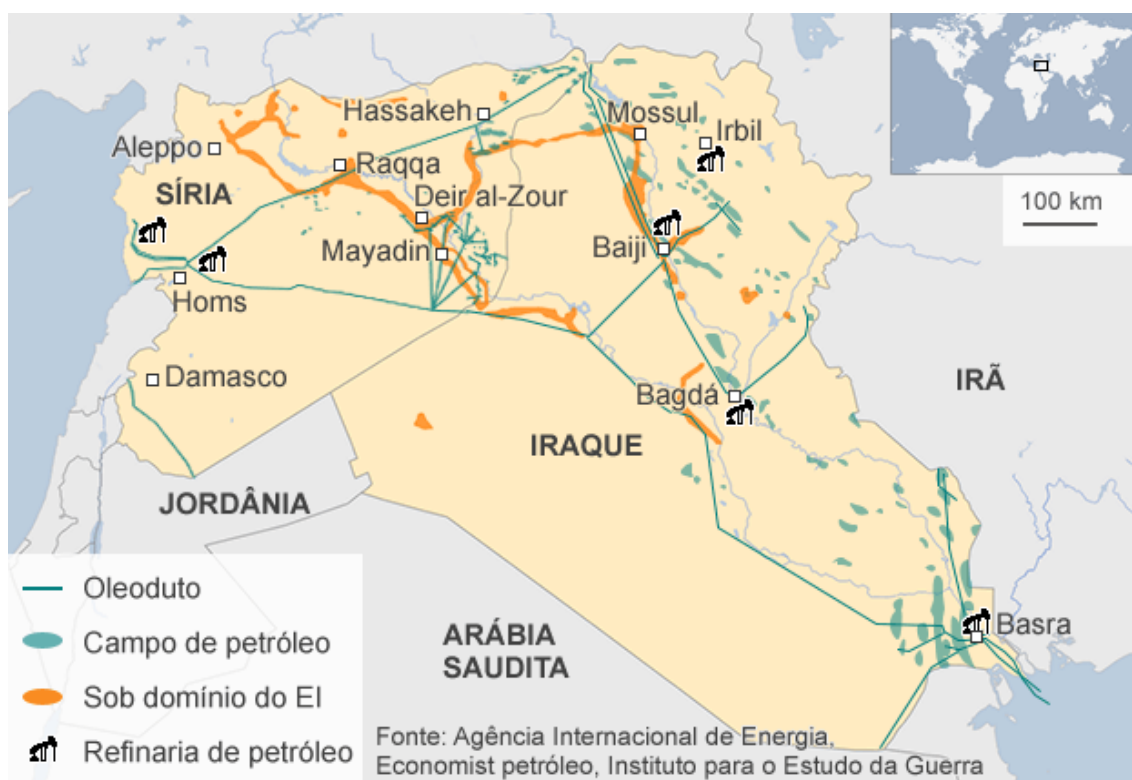 100 km
Hassakeh
Mossul
Irbil
Aleppo
Raqqa
SÍRIA
Deir al-Zour
Mayadin
Baiji
Homs
Damasco
Bagdá
IRÃ
IRAQUE
JORDÂNIA
ARÁBIA
SAUDITA
Basra
Oleoduto
Campo de petróleo
Sob domínio do EI
Refinaria de petróleo
Fonte: Agência Internacional de Energia,
Economist petróleo, Instituto para o Estudo da Guerra